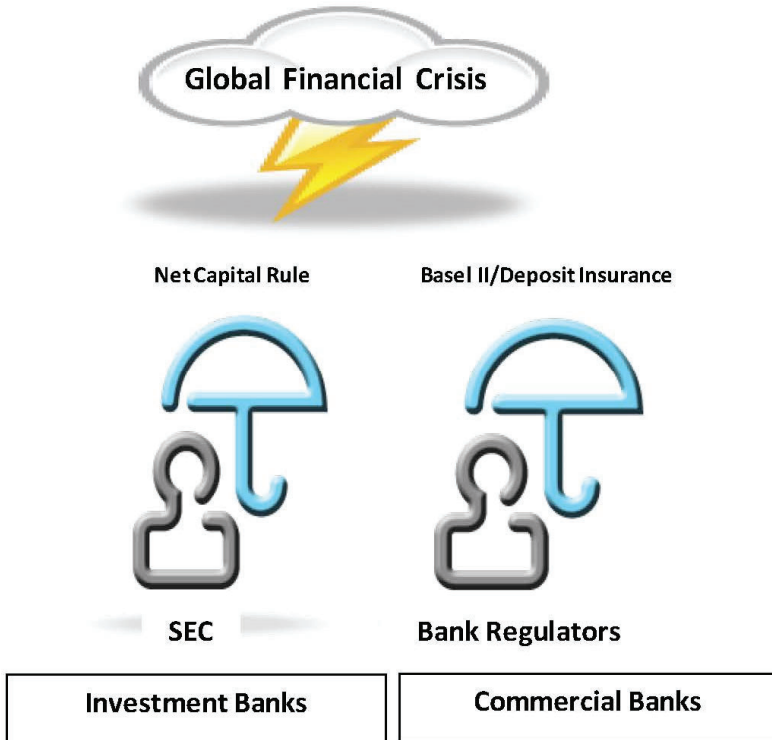 Global Financial Crisis
Net Capital Rule
Basel II/Deposit Insurance
SEC
Bank Regulators
Investment Banks
Commercial Banks